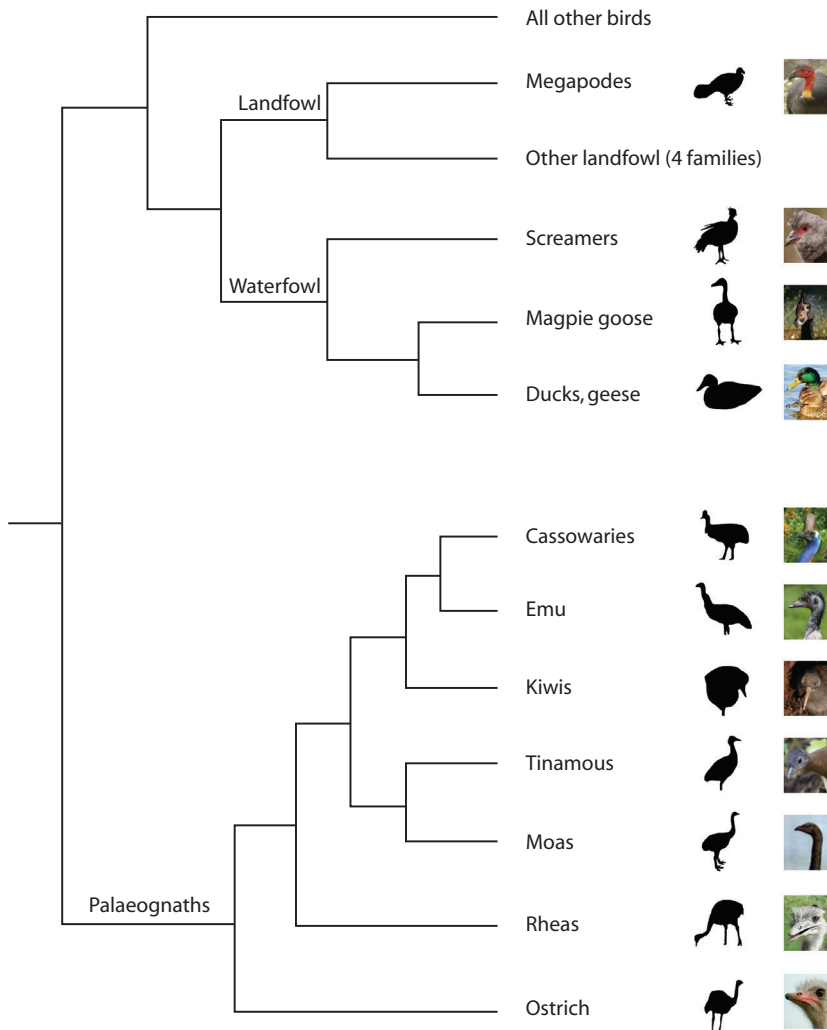 All other birds
Megapodes
Landfowl
Other landfowl (4 families)
Screamers
Waterfowl
Magpie goose
Ducks, geese
Cassowaries
Emu
Kiwis
Tinamous
Moas
Palaeognaths
Rheas
Ostrich